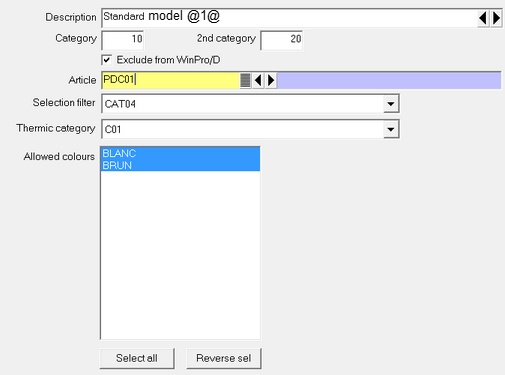 Description Standard model @1@
Category 10 2nd category 20
Exclude from WinPro/D
Article PDC01
Selection filter CAT04
Thermic category C01
Allowed colours BLANC
BRUN
Select all Reverse sel